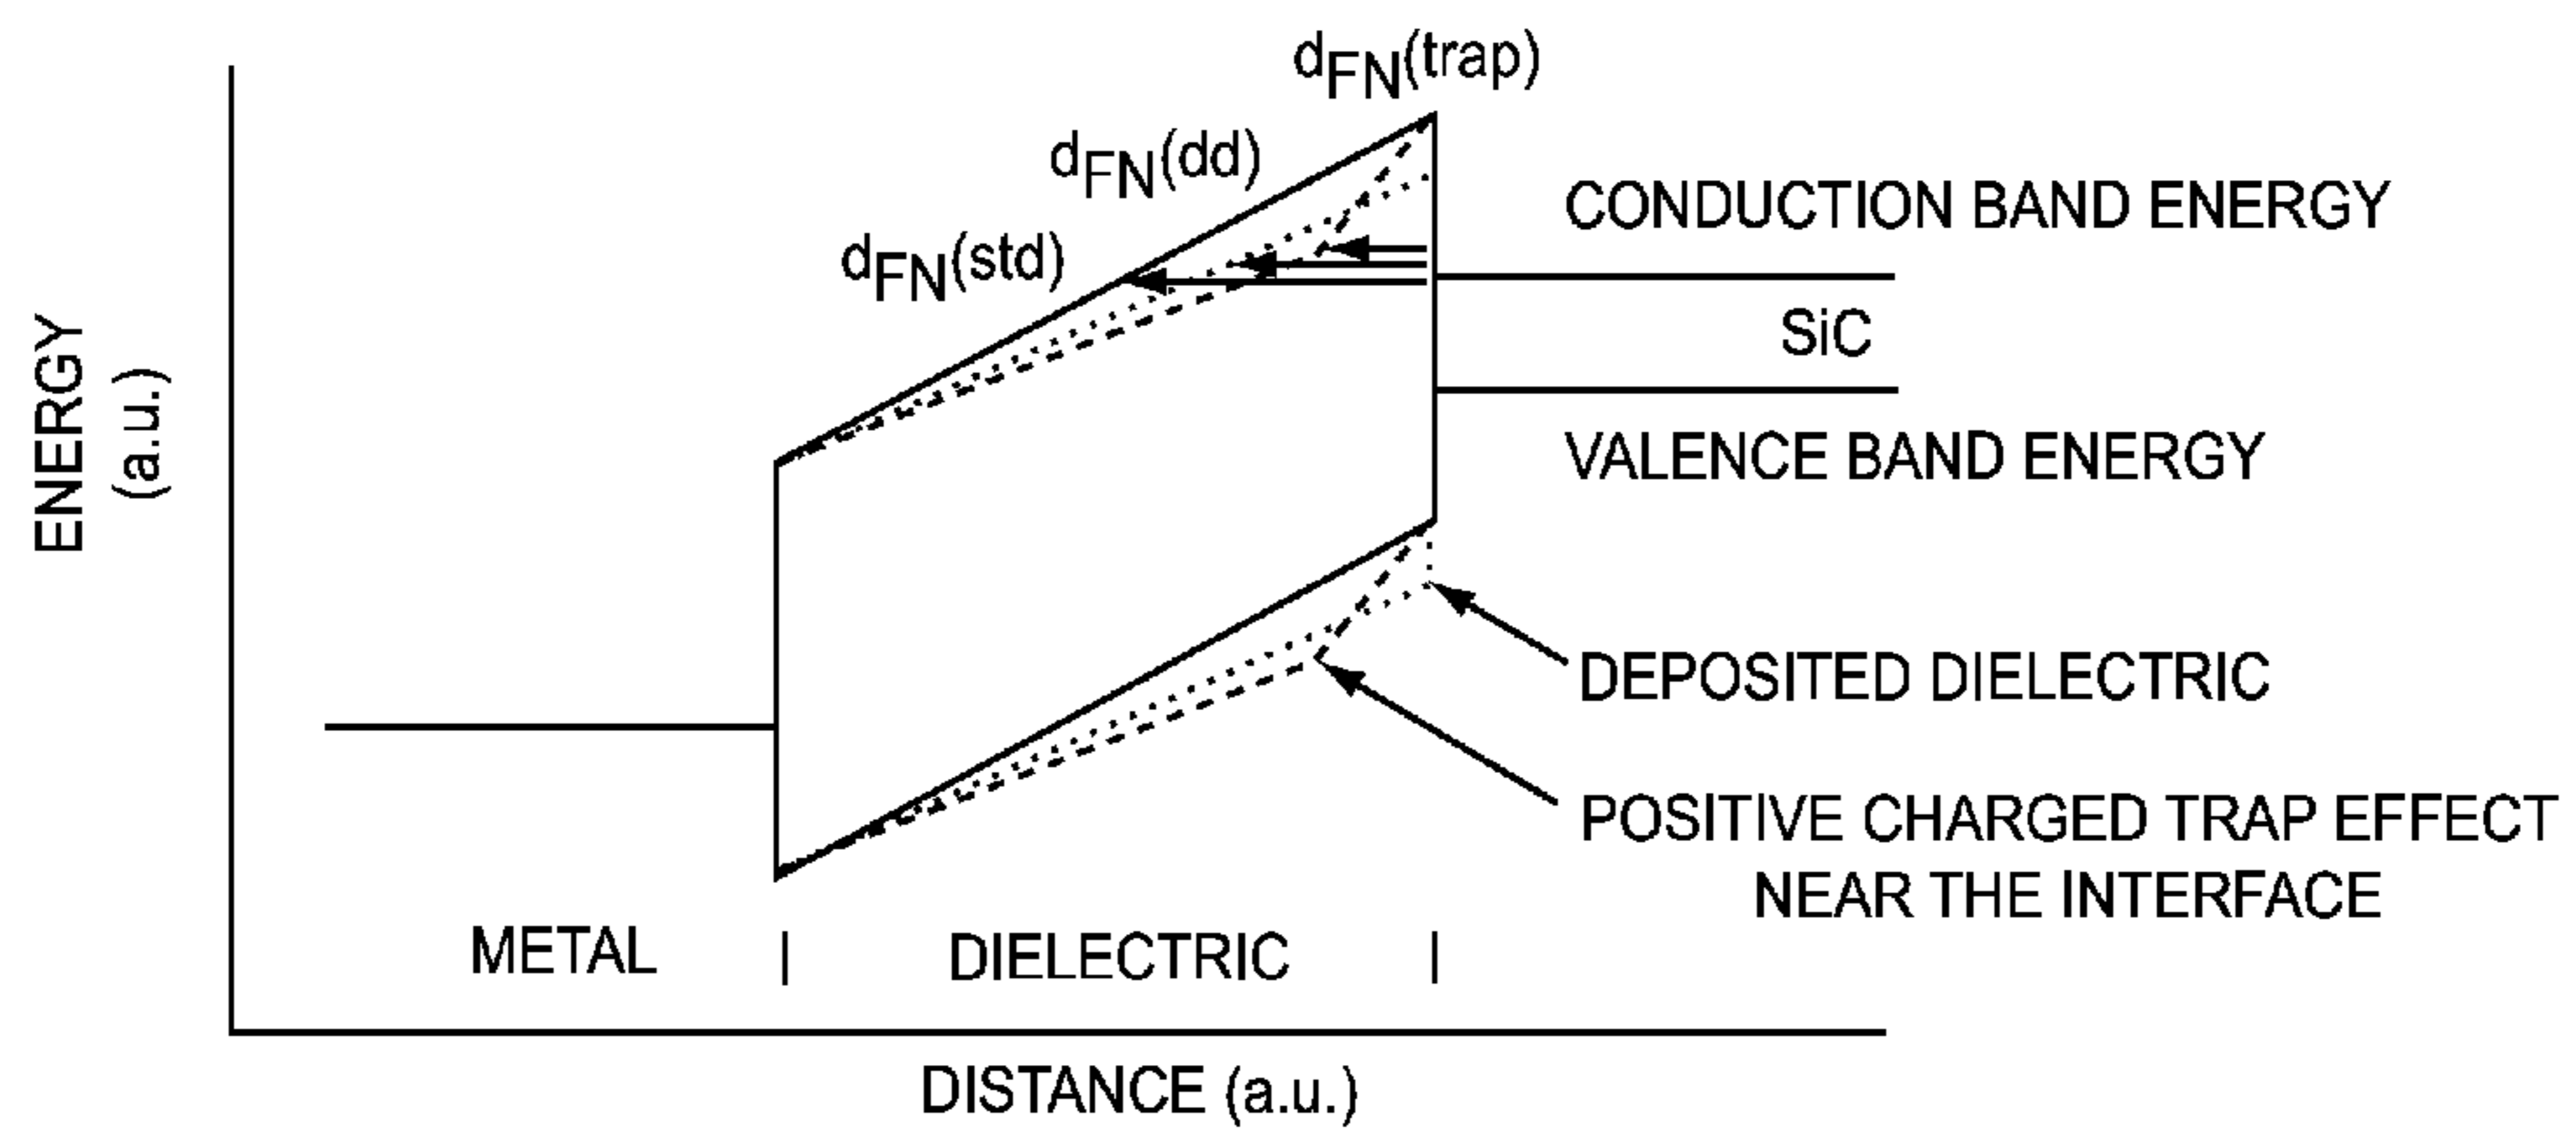 dFN(trap)
dFN(dd)
dFN(std)
CONDUCTION BAND ENERGY
SiC
VALENCE BAND ENERGY
ENERGY
(a.u.)
DEPOSITED DIELECTRIC
POSITIVE CHARGED TRAP EFFECT
NEAR THE INTERFACE
METAL
DIELECTRIC
DISTANCE (a.u.)